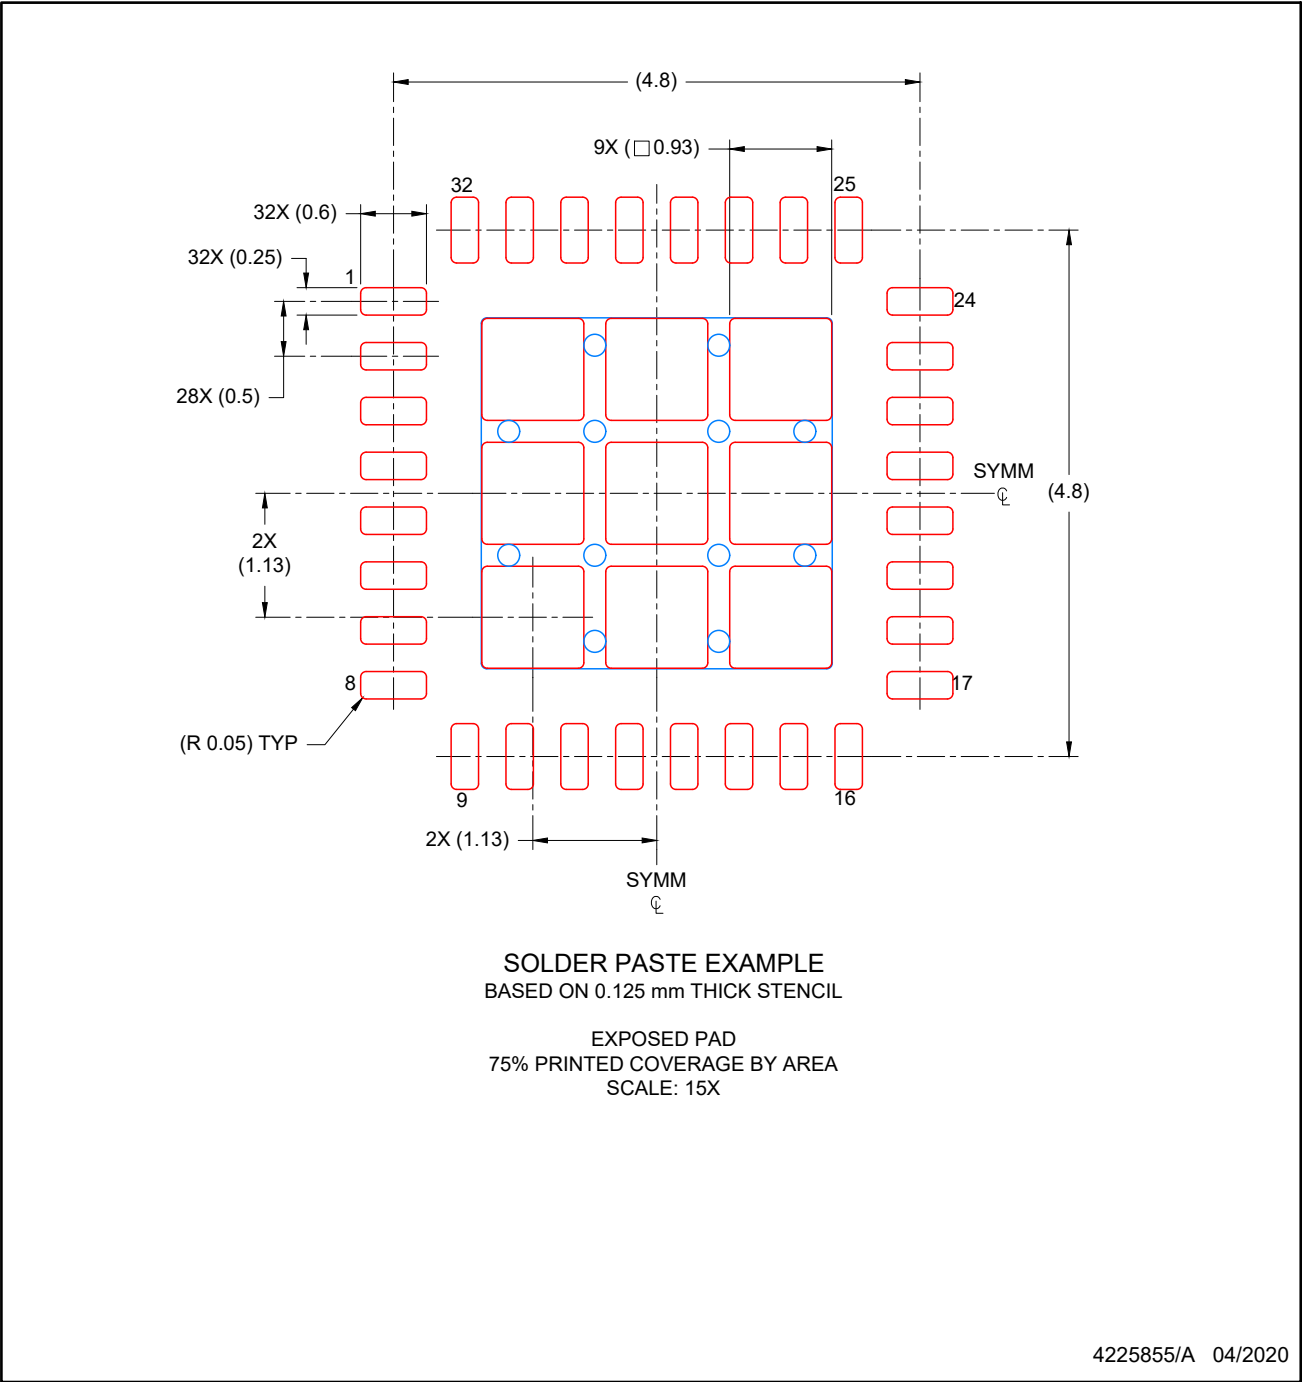 (4.8)
9X (□0.93)
32
25
32X (0.6)
32X (0.25)
1
24
28X (0.5)
SYMM
℄
(4.8)
2X
(1.13)
8
17
(R 0.05) TYP
9
16
2X (1.13)
SYMM
℄
SOLDER PASTE EXAMPLE
BASED ON 0.125 mm THICK STENCIL
EXPOSED PAD
75% PRINTED COVERAGE BY AREA
SCALE: 15X
4225855/A 04/2020